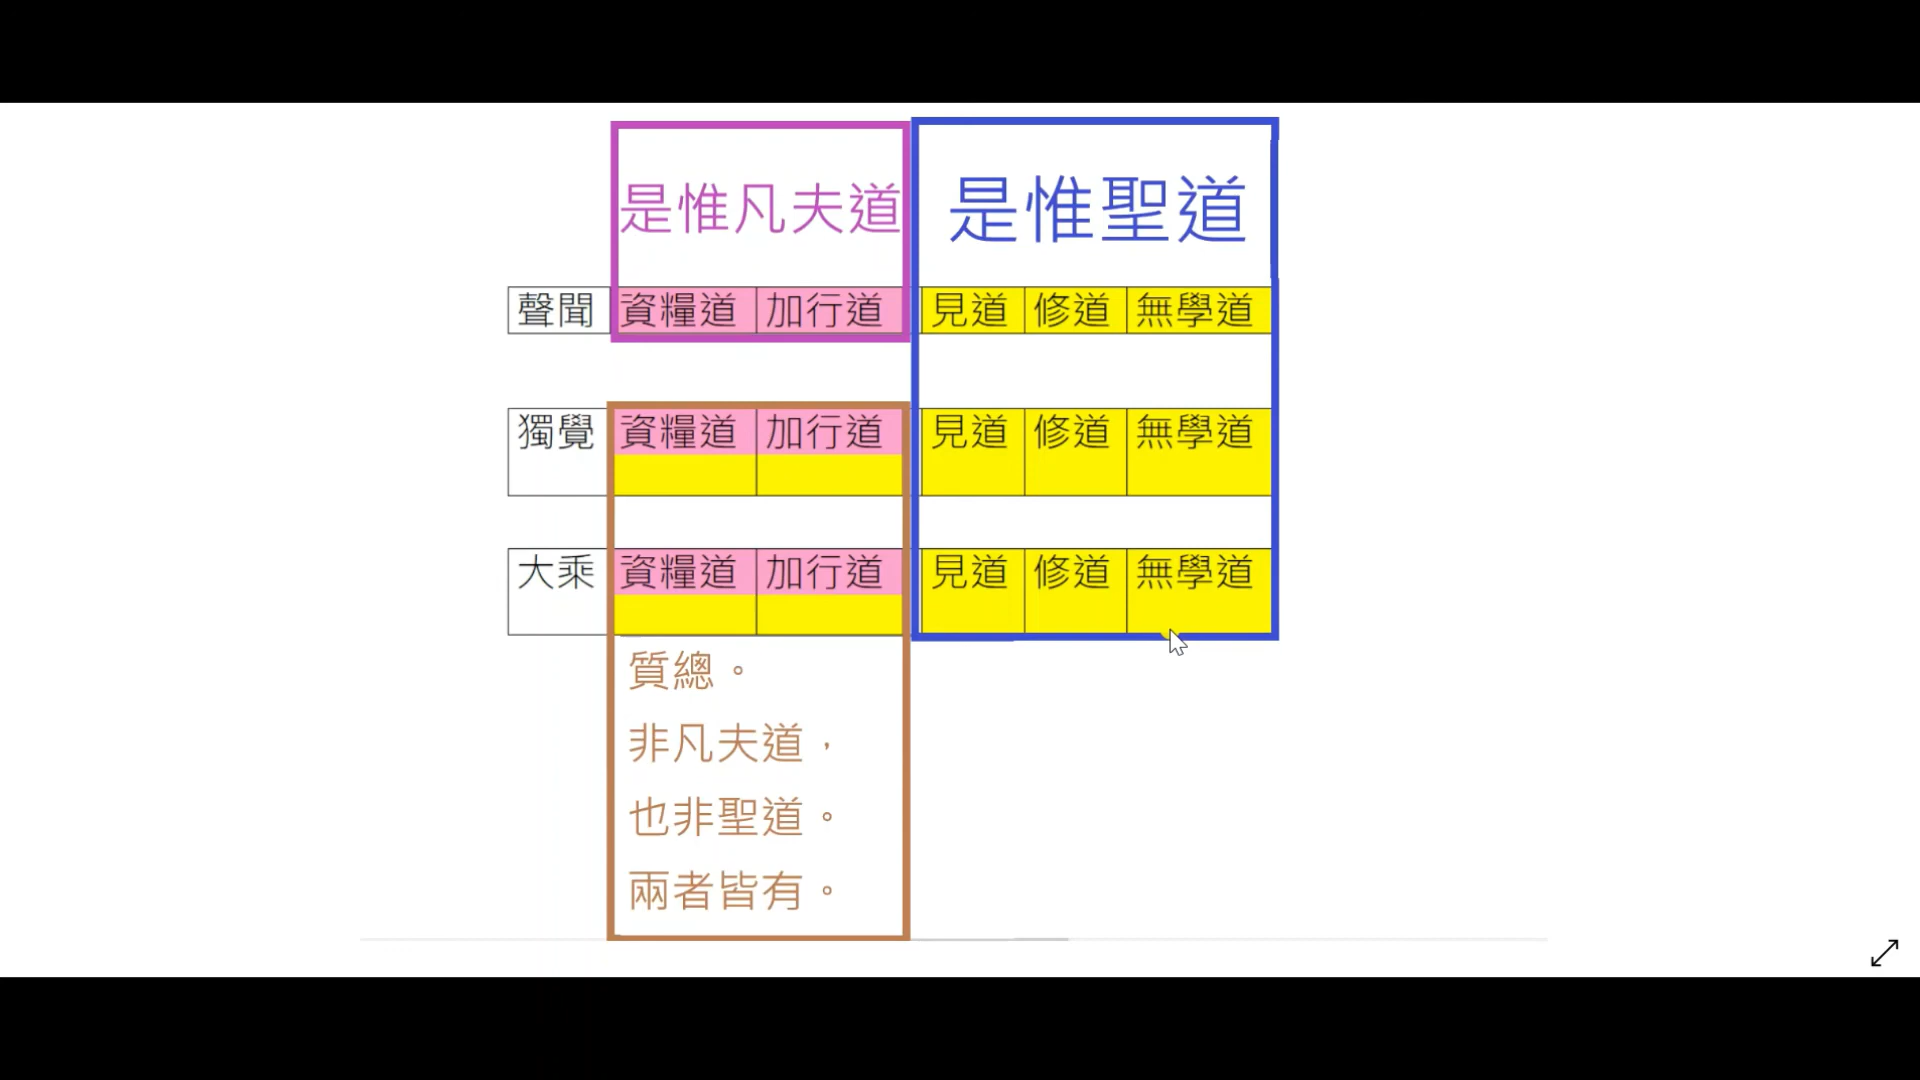 是惟凡夫道 是惟聖道
聲聞 資糧道 加行道 見道 修道 無學道
獨覺 資糧道 加行道 見道 修道 無學道
大乘 資糧道 加行道 見道 修道 無學道
質總。
非凡夫道，
也非聖道。
兩者皆有。